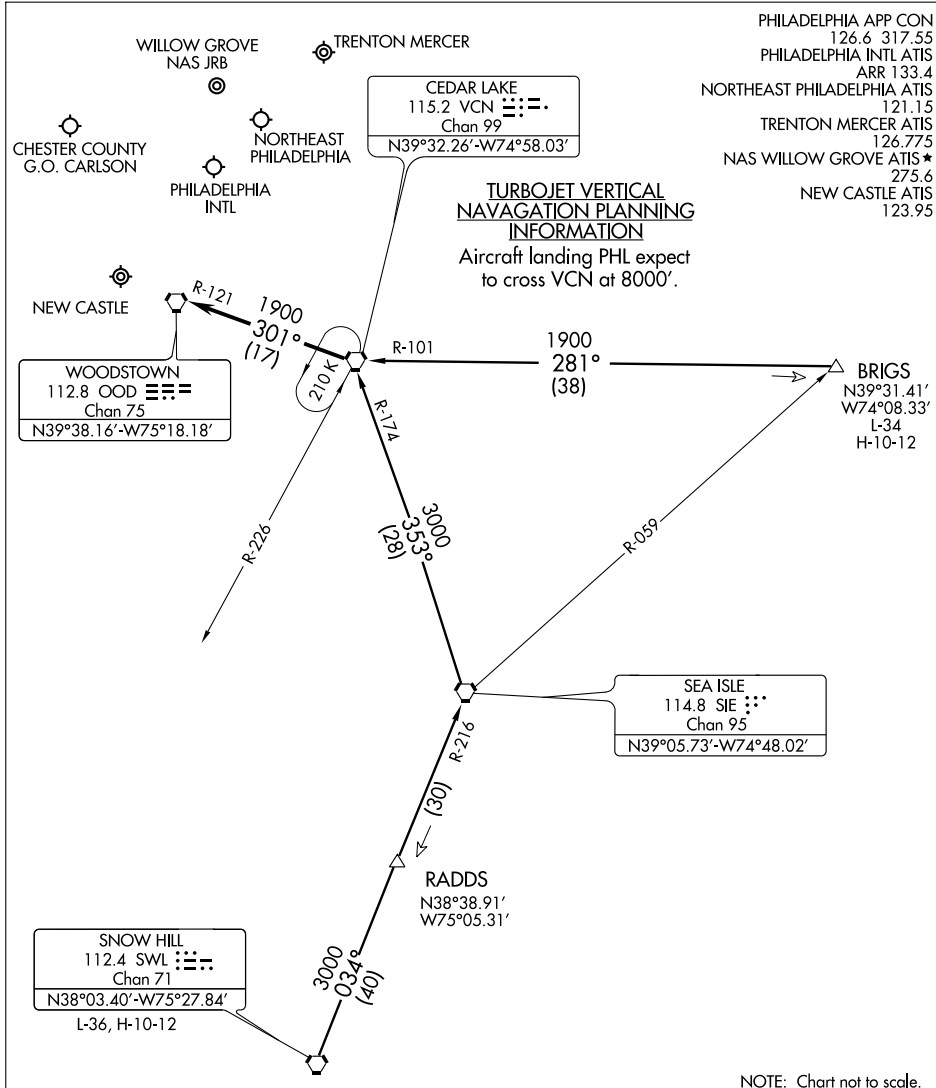 PHILADELPHIA APP CON
126.6 317.55
PHILADELPHIA INTL ATIS
ARR 133.4
NORTHEAST PHILADELPHIA ATIS
121.15
TRENTON MERCER ATIS
126.775
NAS WILLOW GROVE ATIS ★
275.6
NEW CASTLE ATIS
123.95
WILLOW GROVE
NAS JRB
TRENTON MERCER
CHESTER COUNTY
G.O. CARLSON
NORTHEAST
PHILADELPHIA
PHILADELPHIA
INTL
NEW CASTLE
CEDAR LAKE
115.2 VCN
Chan 99
N39°32.26'-W74°58.03'
TURBOJET VERTICAL
NAVAGATION PLANNING
INFORMATION
Aircraft landing PHL expect
to cross VCN at 8000'.
R-121
1900
301°
(17)
210 K
R-101
1900
281°
(38)
BRIGS
N39°31.41'
W74°08.33'
L-34
H-10-12
WOODSTOWN
112.8 OOD
Chan 75
N39°38.16'-W75°18.18'
R-174
R-226
3000
353°
(28)
R-059
SEA ISLE
114.8 SIE
Chan 95
N39°05.73'-W74°48.02'
R-216
(30)
RADDS
N38°38.91'
W75°05.31'
3000
034°
(40)
SNOW HILL
112.4 SWL
Chan 71
N38°03.40'-W75°27.84'
L-36, H-10-12
NOTE: Chart not to scale.